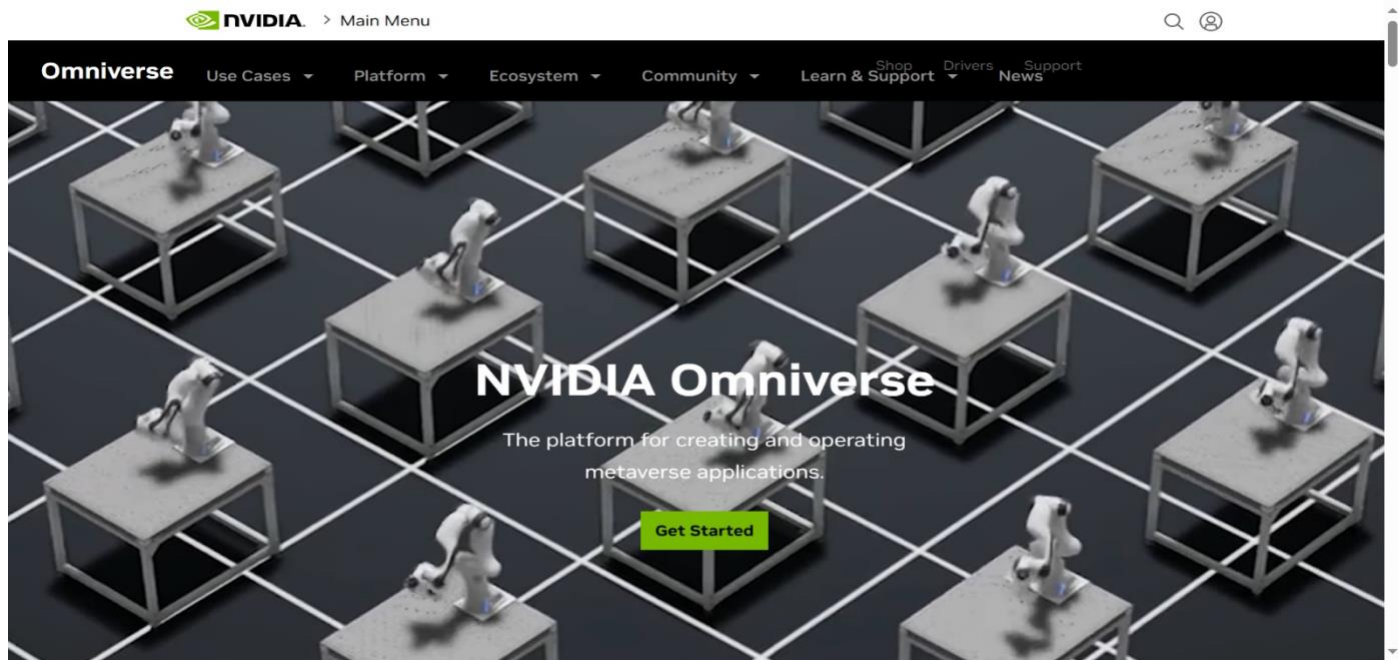 NVIDIA. > Main Menu
Shop Drivers Support
Omniverse Use Cases Platform Ecosystem Community Learn & Support News
NVIDIA Omniverse
The platform for creating and operating
metaverse applications.
Get Started